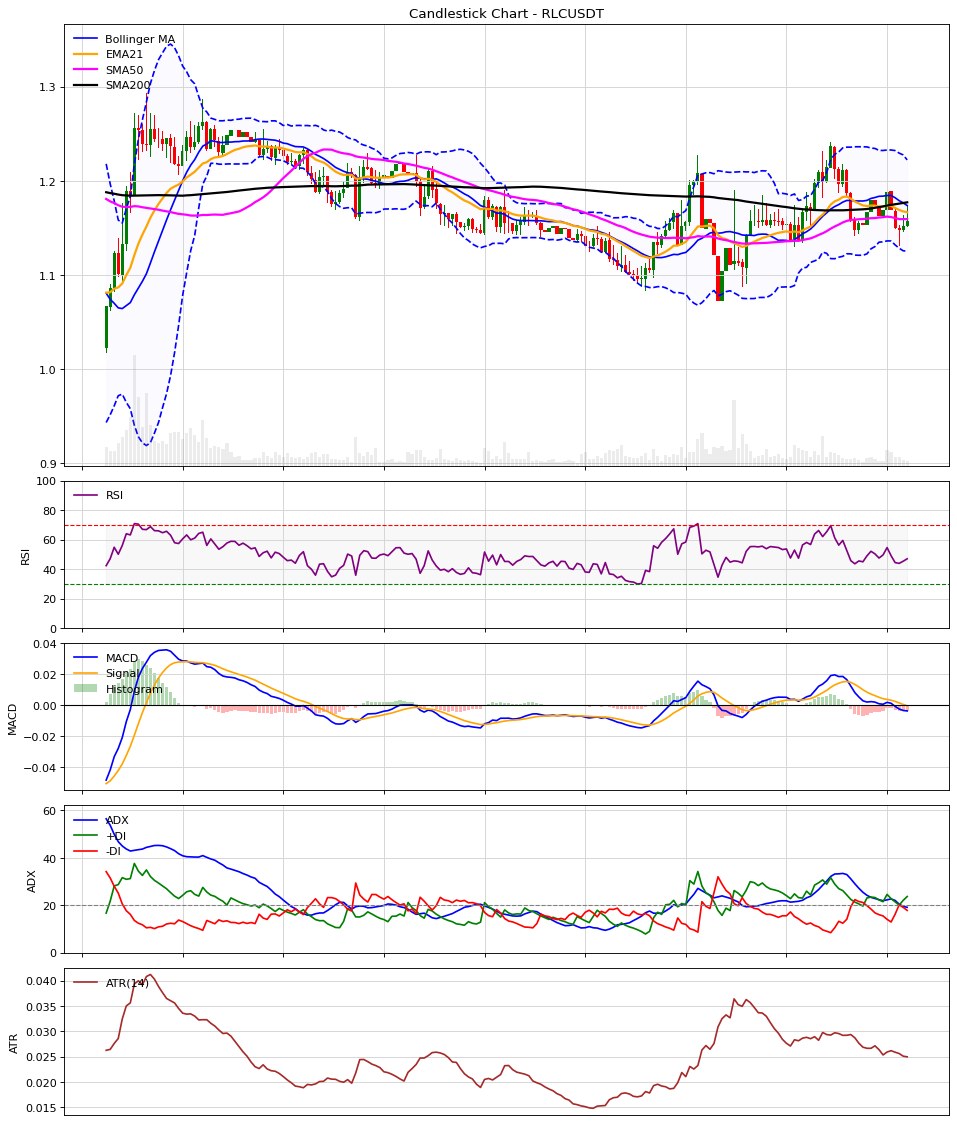 Candlestick Chart - RLCUSDT
Bollinger MA
EMA21
SMA50
SMA200
1.3
1.2
1.1
1.0
0.9
RSI
100
80
60
40
20
0
RSI
MACD
Signal
Histogram
0.04
0.02
0.00
−0.02
−0.04
MACD
ADX
+DI
-DI
60
40
20
0
ADX
ATR(14)
0.040
0.035
0.030
0.025
0.020
0.015
ATR